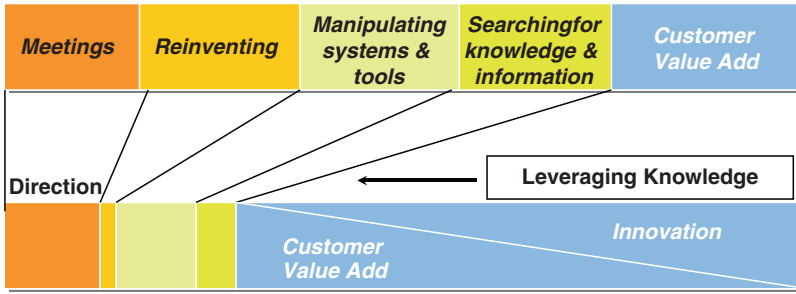 Meetings
Reinventing
Manipulating
systems &
tools
Searchingfor
knowledge &
information
Customer
Value Add
Direction
Leveraging Knowledge
Customer
Value Add
Innovation